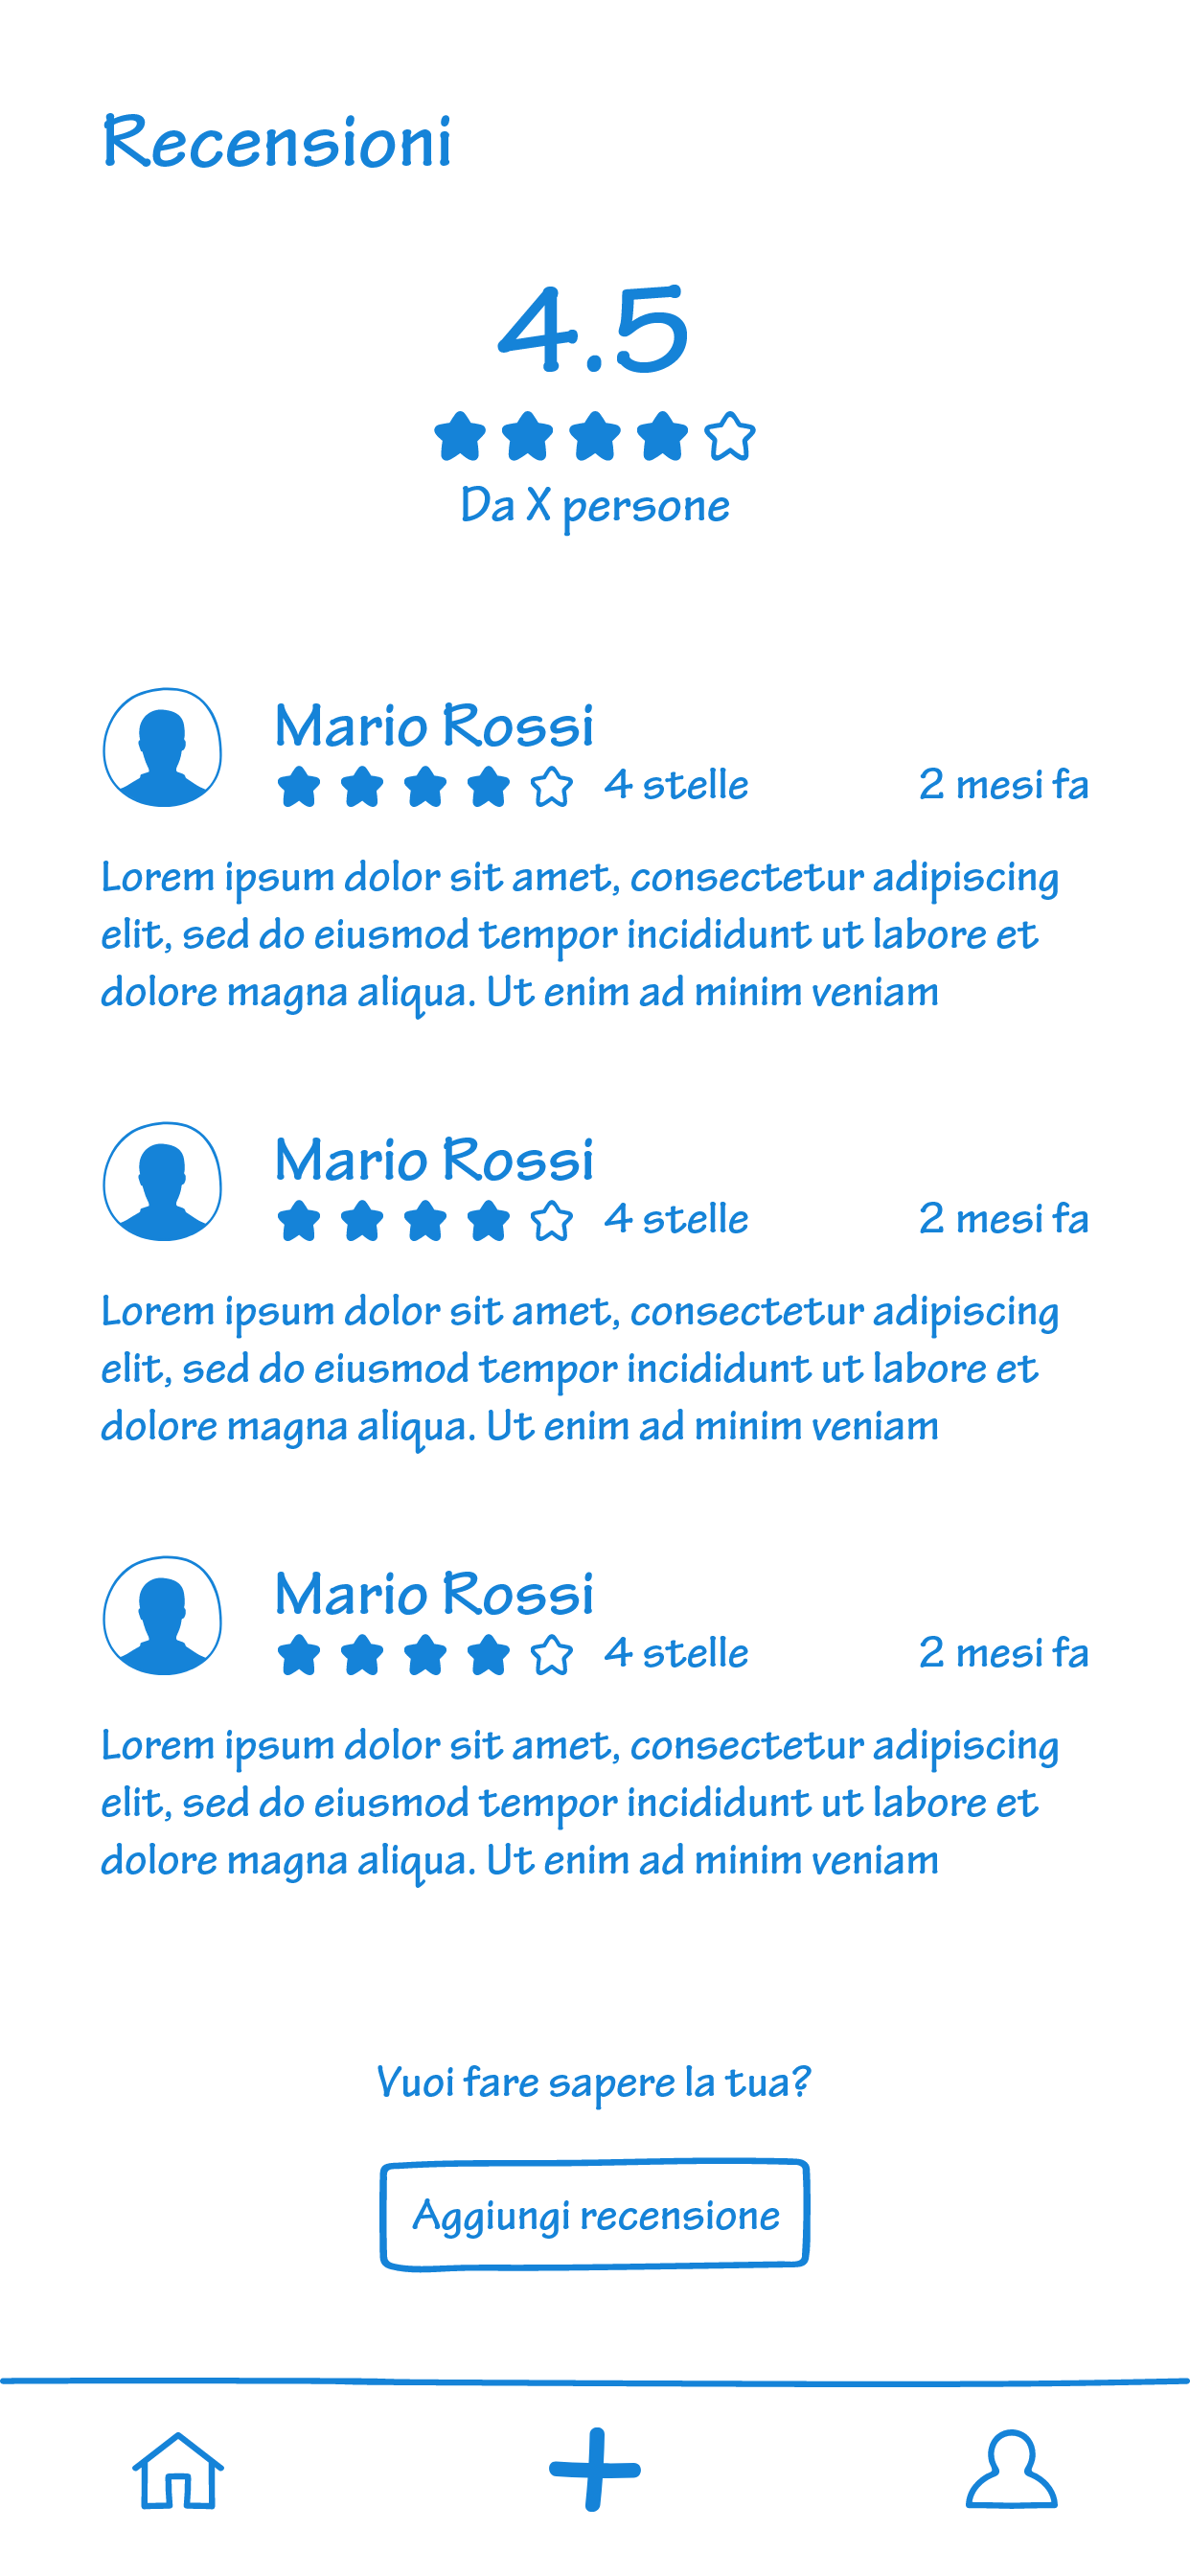 Recensioni
4.5
Da X persone
Mario Rossi
4 stelle 2 mesi fa
Lorem ipsum dolor sit amet, consectetur adipiscing
elit, sed do eiusmod tempor incididunt ut labore et
dolore magna aliqua. Ut enim ad minim veniam
Mario Rossi
4 stelle 2 mesi fa
Lorem ipsum dolor sit amet, consectetur adipiscing
elit, sed do eiusmod tempor incididunt ut labore et
dolore magna aliqua. Ut enim ad minim veniam
Mario Rossi
4 stelle 2 mesi fa
Lorem ipsum dolor sit amet, consectetur adipiscing
elit, sed do eiusmod tempor incididunt ut labore et
dolore magna aliqua. Ut enim ad minim veniam
Vuoi fare sapere la tua?
Aggiungi recensione